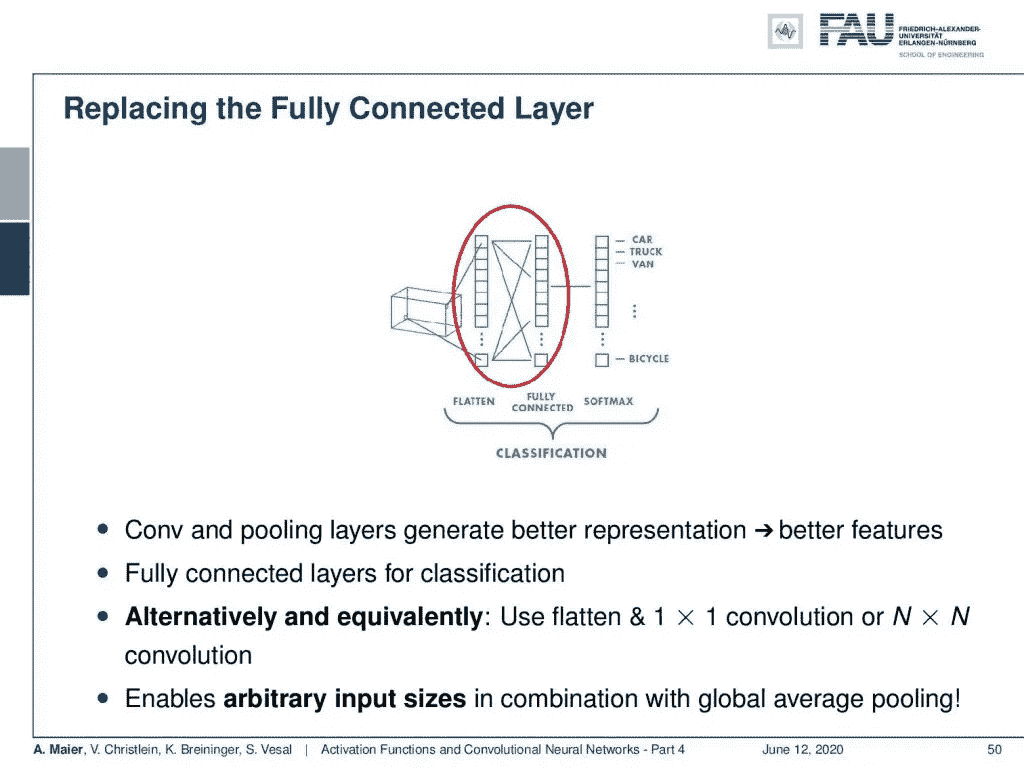 FAU
FRIEDRICH-ALEXANDER-
UNIVERSITÄT
ERLANGEN-NÜRNBERG
SCHOOL OF ENGINEERING
Replacing the Fully Connected Layer
CAR
TRUCK
VAN
BICYCLE
FLATTEN
FULLY
CONNECTED
SOFTMAX
CLASSIFICATION
• Conv and pooling layers generate better representation ➔ better features
• Fully connected layers for classification
• Alternatively and equivalently: Use flatten & 1 × 1 convolution or N × N
convolution
• Enables arbitrary input sizes in combination with global average pooling!
A. Maier, V. Christlein, K. Breininger, S. Vesal | Activation Functions and Convolutional Neural Networks - Part 4 June 12, 2020 50